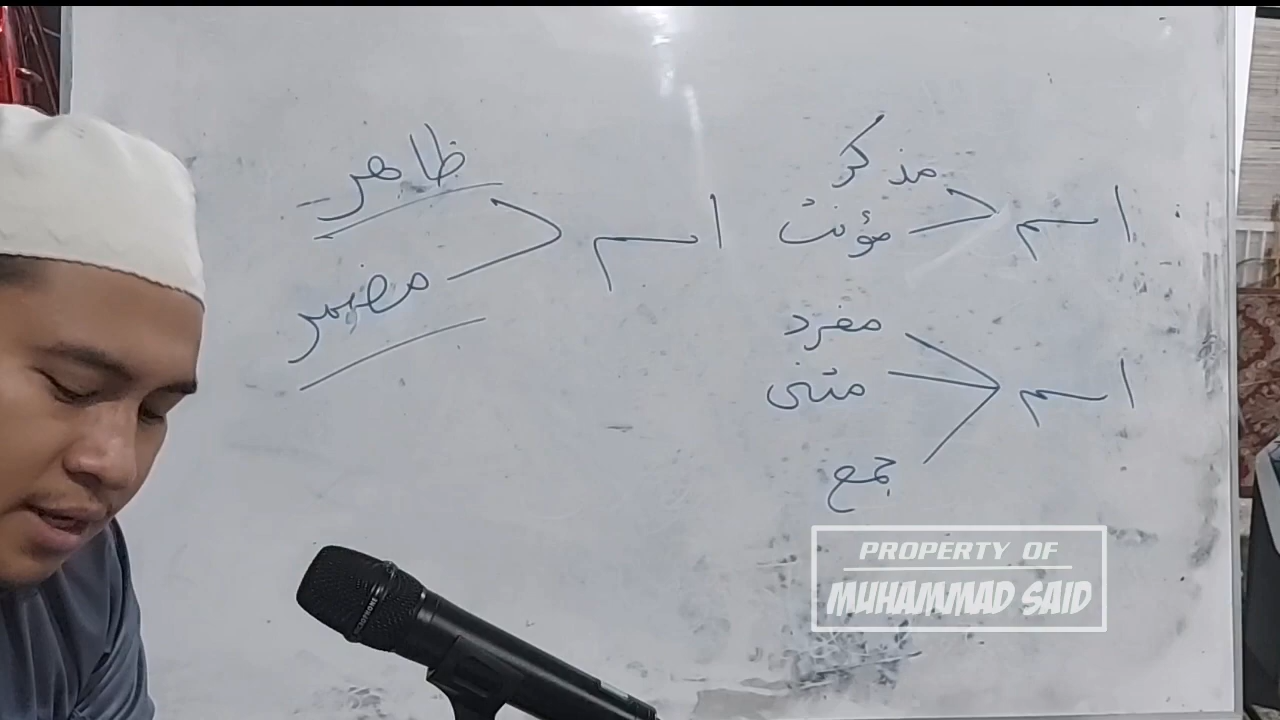 اسم
مذكر
مؤنث
اسم
مفرد
مثنى
جمع
اسم
ظاهر
مضمر
PROPERTY OF
MUHAMMAD SAID